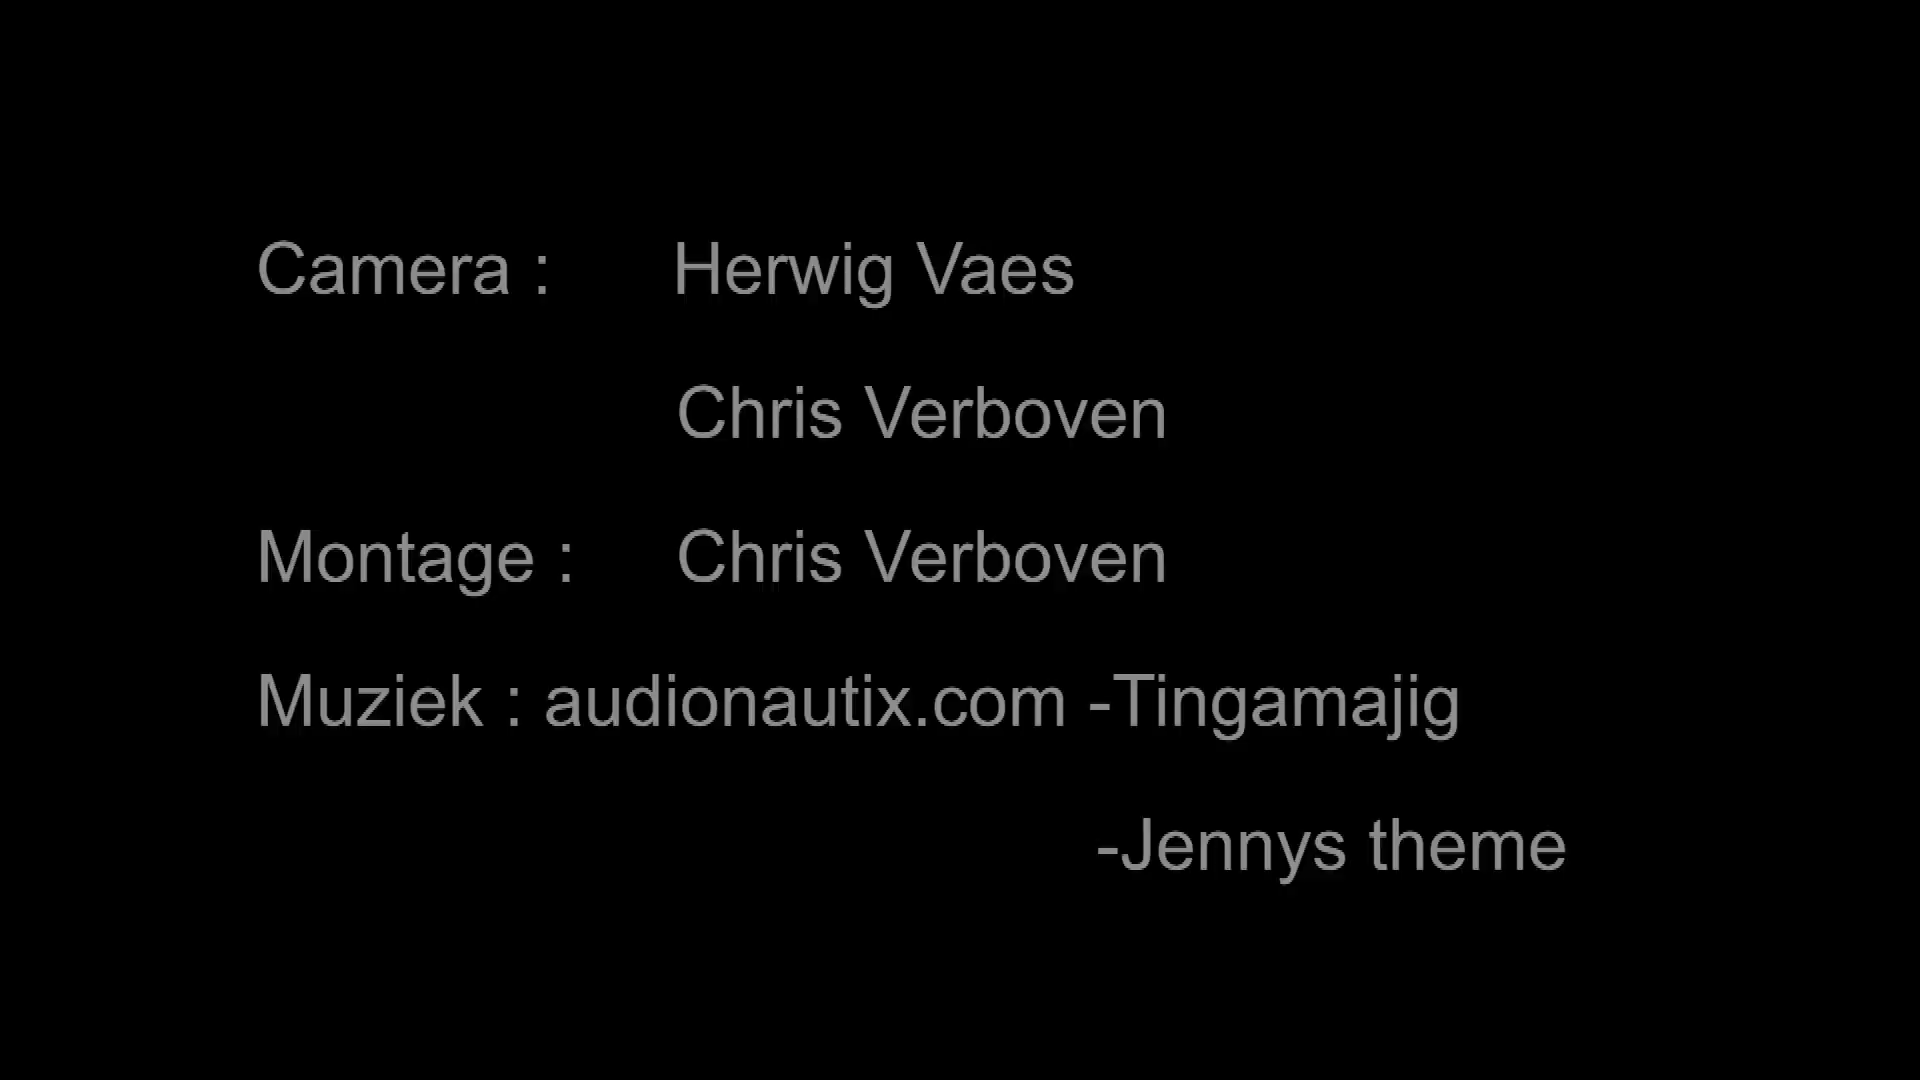 Camera : Herwig Vaes
Chris Verboven
Montage : Chris Verboven
Muziek : audionautix.com -Tingamajig
-Jennys theme